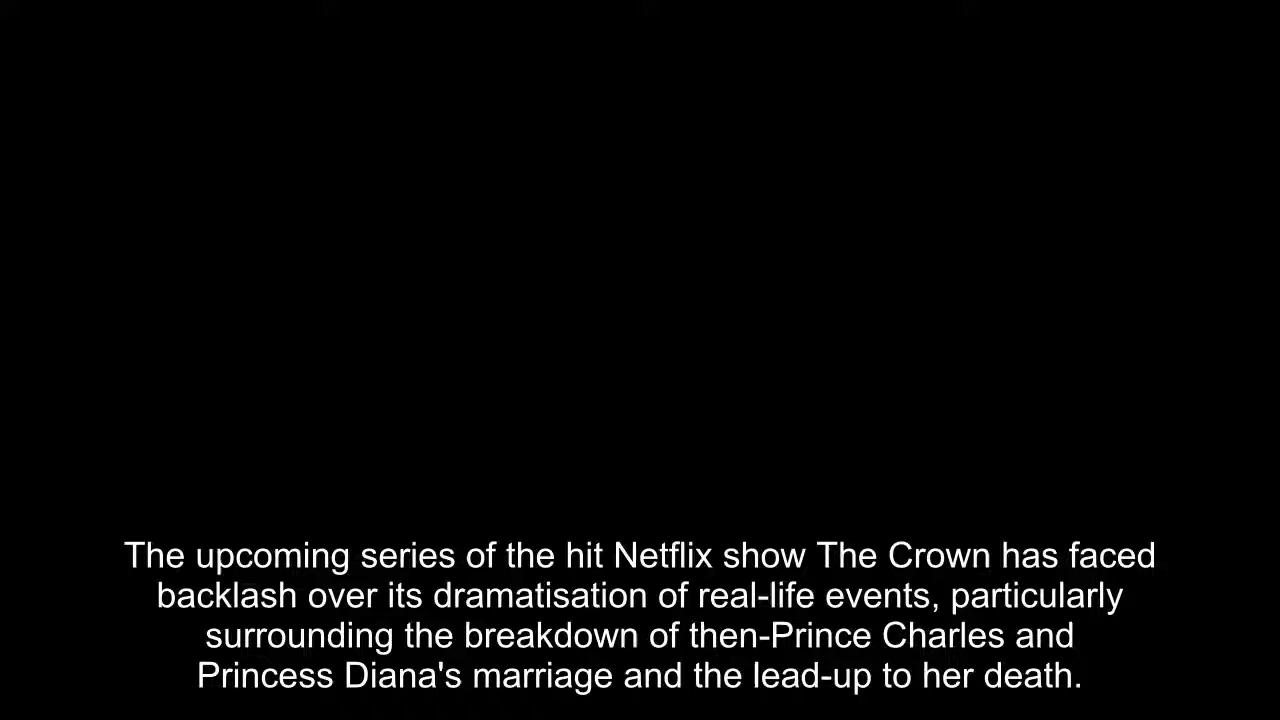 The upcoming series of the hit Netflix show The Crown has faced
backlash over its dramatisation of real-life events, particularly
surrounding the breakdown of then-Prince Charles and
Princess Diana's marriage and the lead-up to her death.